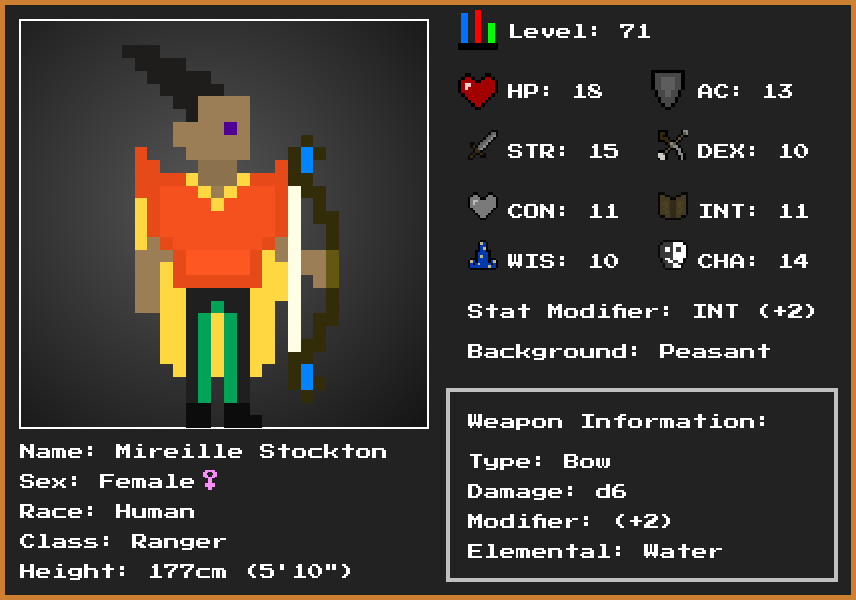 Level: 71
HP: 18 AC: 13
STR: 15 DEX: 10
CON: 11 INT: 11
WIS: 10 CHA: 14
Stat Modifier: INT (+2)
Background: Peasant
Weapon Information:
Type: Bow
Damage: d6
Modifier: (+2)
Elemental: Water
Name: Mireille Stockton
Sex: Female♀
Race: Human
Class: Ranger
Height: 177cm (5'10")